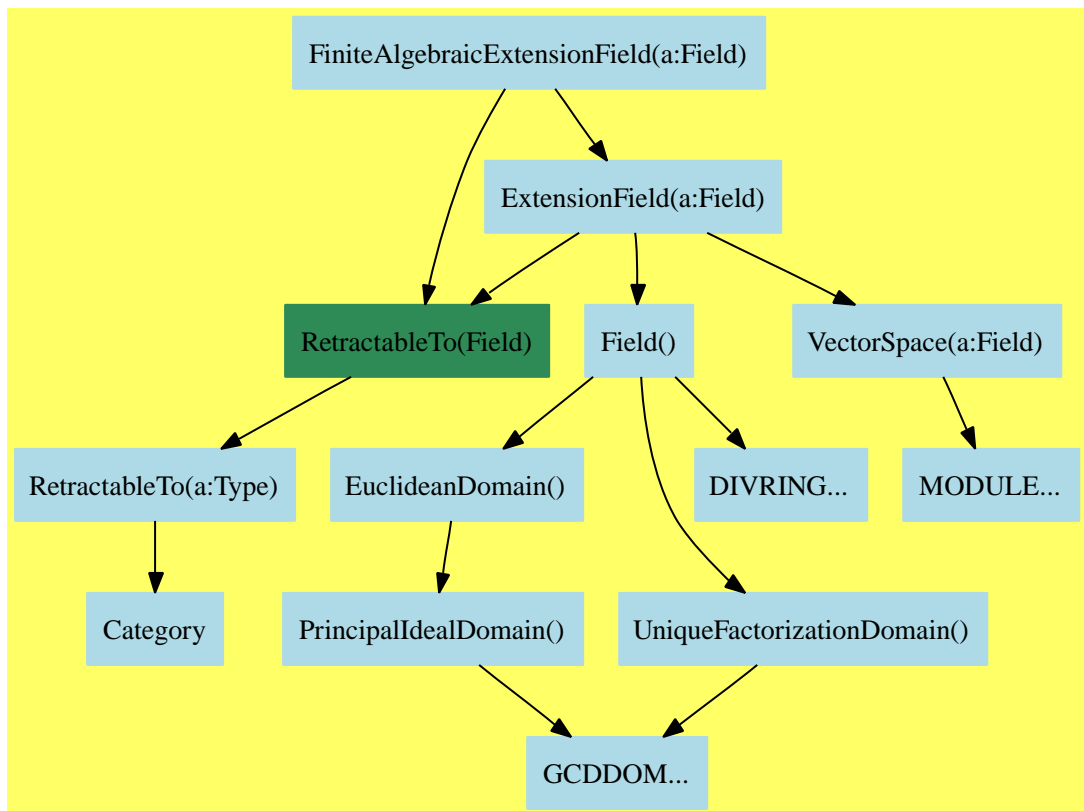 FiniteAlgebraicExtensionField(a:Field)
ExtensionField(a:Field)
RetractableTo(Field)
Field()
VectorSpace(a:Field)
RetractableTo(a:Type)
EuclideanDomain()
DIVRING...
MODULE...
Category
PrincipalIdealDomain()
UniqueFactorizationDomain()
GCDDOM...